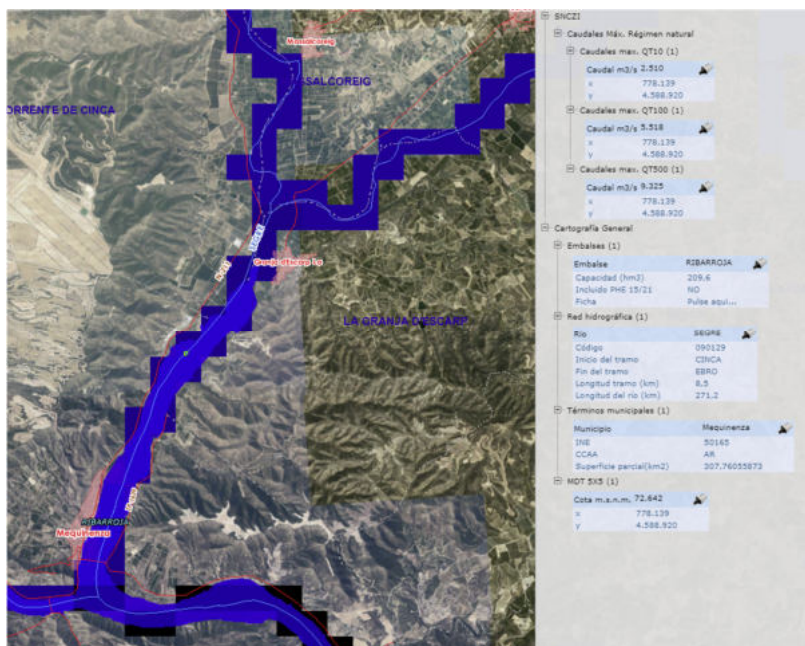 Massalcoreig
SSALCOREIG
ORRENTE DE CINCA
Granja d'Escarp La
LA GRANJA D'ESCARP
RIBARROJA
Mequinenza
SNCZI
Caudales Máx. Régimen natural
Caudales max. QT10 (1)
Caudal m3/s 2.510
x 778.139
y 4.588.920
Caudales max. QT100 (1)
Caudal m3/s 5.518
x 778.139
y 4.588.920
Caudales max. QT500 (1)
Caudal m3/s 8.325
x 778.139
y 4.588.920
Cartografía General
Embalses (1)
Embalse RIBARROJA
Capacidad (hm3) 209,6
Incluido PHE 15/21 NO
Ficha Pulse aqui...
Red hidrográfica (1)
Río SEGRE
Código 090129
Inicio del tramo CINCA
Fin del tramo EBRO
Longitud tramo (km) 8,5
Longitud del río (km) 271,2
Términos municipales (1)
Municipio Mequinenza
INE 50165
CCAA AR
Superficie parcial(km2) 307.76055873
MDT 5X5 (1)
Cota m.s.n.m. 72,642
x 778.139
y 4.588.920